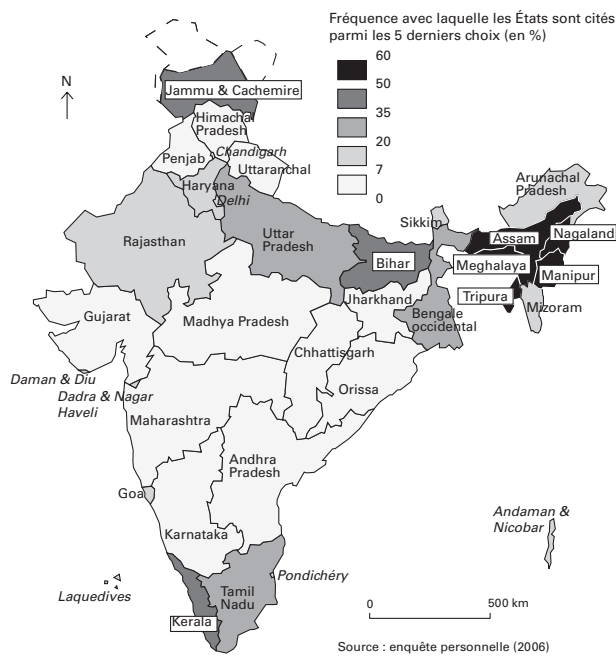 Fréquence avec laquelle les États sont cités
parmi les 5 derniers choix (en %)
60
50
35
20
7
0
N
Jammu & Cachemire
Himachal
Pradesh
Chandigarh
Penjab
Uttaranchal
Haryana
Delhi
Arunachal
Pradesh
Sikkim
Rajasthan
Uttar
Pradesh
Assam
Nagaland
Bihar
Meghalaya
Manipur
Tripura
Mizoram
Jharkhand
Gujarat
Madhya Pradesh
Bengale
occidental
Chhattisgarh
Daman & Diu
Dadra & Nagar
Haveli
Orissa
Maharashtra
Andhra
Pradesh
Goa
Andaman &
Nicobar
Karnataka
Pondichéry
Laquedives
Tamil
Nadu
Kerala
0
500 km
Source : enquête personnelle (2006)